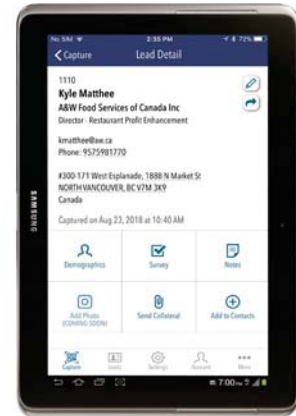 No SIM 2:35 PM 72%
Capture Lead Detail
1110
Kyle Matthee
A&W Food Services of Canada Inc
Director - Restaurant Profit Enhancement
kmatthee@aw.ca
Phone: 9575981770
#300-171 West Esplanade, 1888 N Market St
NORTH VANCOUVER, BC V7M 3K9
Canada
Captured on Aug 23, 2018 at 10:40 AM
Demographics Survey Notes
Add Photo Send Collateral Add to Contacts
(COMING SOON)
Capture Leads Settings Account Menu
7:00
SAMSUNG